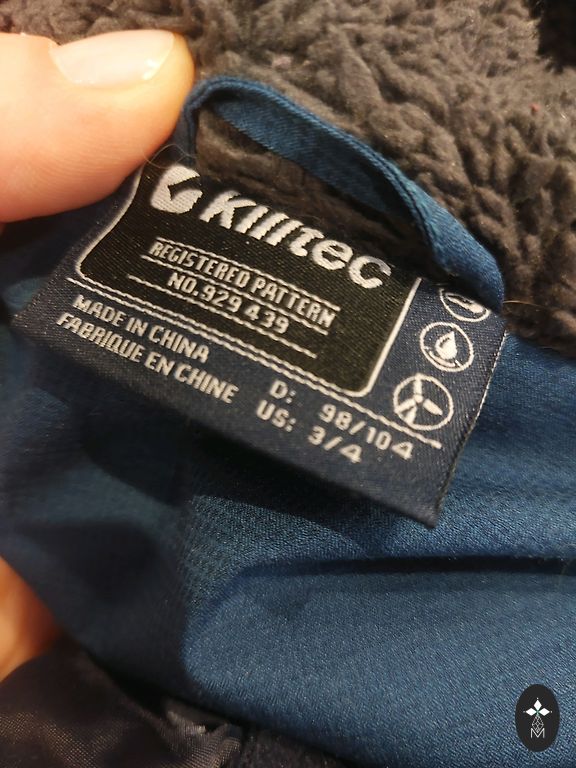 Killtec
REGISTERED PATTERN
NO.929 439
MADE IN CHINA
FABRIQUE EN CHINE
D: 98/104
US: 3/4
M